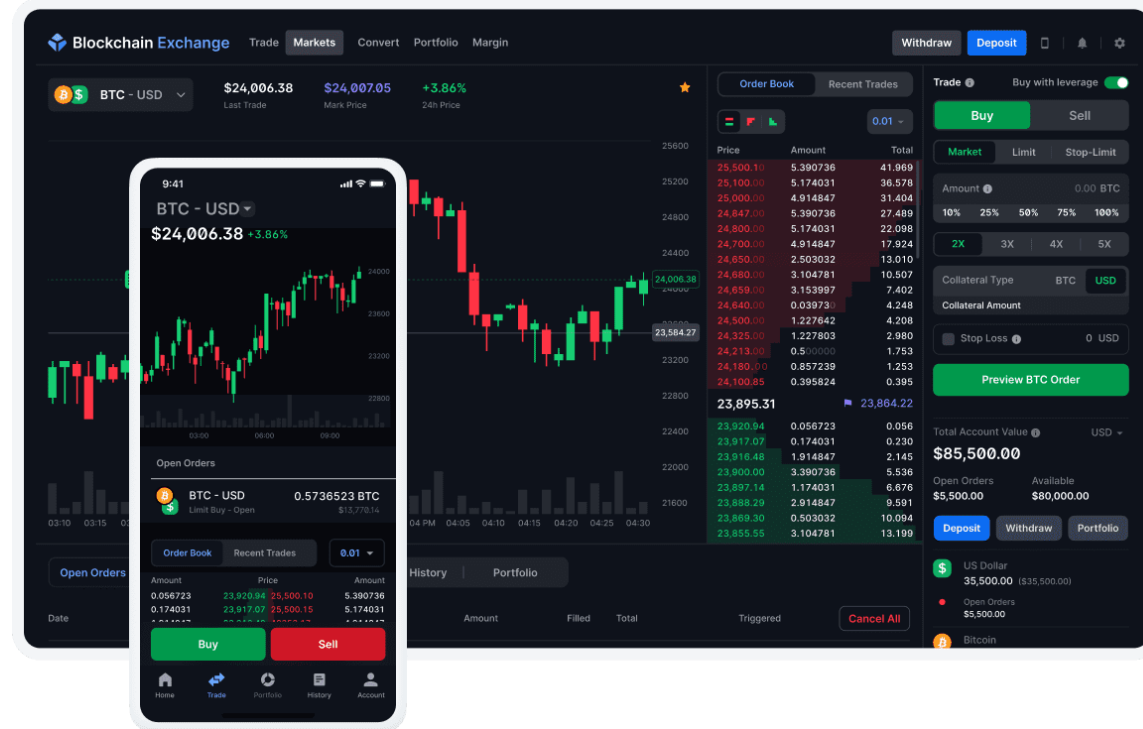 Blockchain Exchange
Trade Markets Convert Portfolio Margin
Withdraw Deposit
BTC - USD
$24,006.38 $24,007.05 +3.86%
Last Trade Mark Price 24h Price
25600
25200
24800
24400
24,006.38
23,584.27
23200
22800
22400
22000
21600
03:10 03:15
04 PM 04:05 04:10 04:15 04:20 04:25 04:30
Open Orders
History Portfolio
Date Amount Filled Total Triggered Cancel All
Order Book Recent Trades
0.01
Price Amount Total
25,500.10 5.390736 41.969
25,100.00 5.174031 36.578
25,000.00 4.914847 31.404
24,847.00 5.390736 27.489
24,800.00 5.174031 22.098
24,700.00 4.914847 17.924
24,650.00 2.503032 13.010
24,680.00 3.104781 10.507
24,659.00 3.153997 7.402
24,640.00 0.039730 4.248
24,500.00 1.227642 4.208
24,325.00 1.227803 2.980
24,213.00 0.500000 1.753
24,180.00 0.857239 1.253
24,100.85 0.395824 0.395
23,895.31 23,864.22
23,920.94 0.056723 0.056
23,917.07 0.174031 0.230
23,916.48 1.914847 2.145
23,900.00 3.390736 5.536
23,897.14 1.174031 6.676
23,888.29 2.914847 9.591
23,869.30 0.503032 10.094
23,855.55 3.104781 13.199
Trade Buy with leverage
Buy Sell
Market Limit Stop-Limit
Amount 0.00 BTC
10% 25% 50% 75% 100%
2X 3X 4X 5X
Collateral Type BTC USD
Collateral Amount
Stop Loss 0 USD
Preview BTC Order
Total Account Value USD
$85,500.00
Open Orders Available
$5,500.00 $80,000.00
Deposit Withdraw Portfolio
US Dollar
35,500.00 ($35,500.00)
Open Orders
$5,500.00
Bitcoin
9:41
BTC - USD
$24,006.38 +3.86%
24000
23600
23200
22800
03:00 06:00 09:00
Open Orders
BTC - USD 0.5736523 BTC
Limit Buy - Open $13,770.14
Order Book Recent Trades 0.01
Amount Price Amount
0.056723 23,920.94 25,500.10 5.390736
0.174031 23,917.07 25,500.15 5.174031
Buy Sell
Home Trade Portfolio History Account